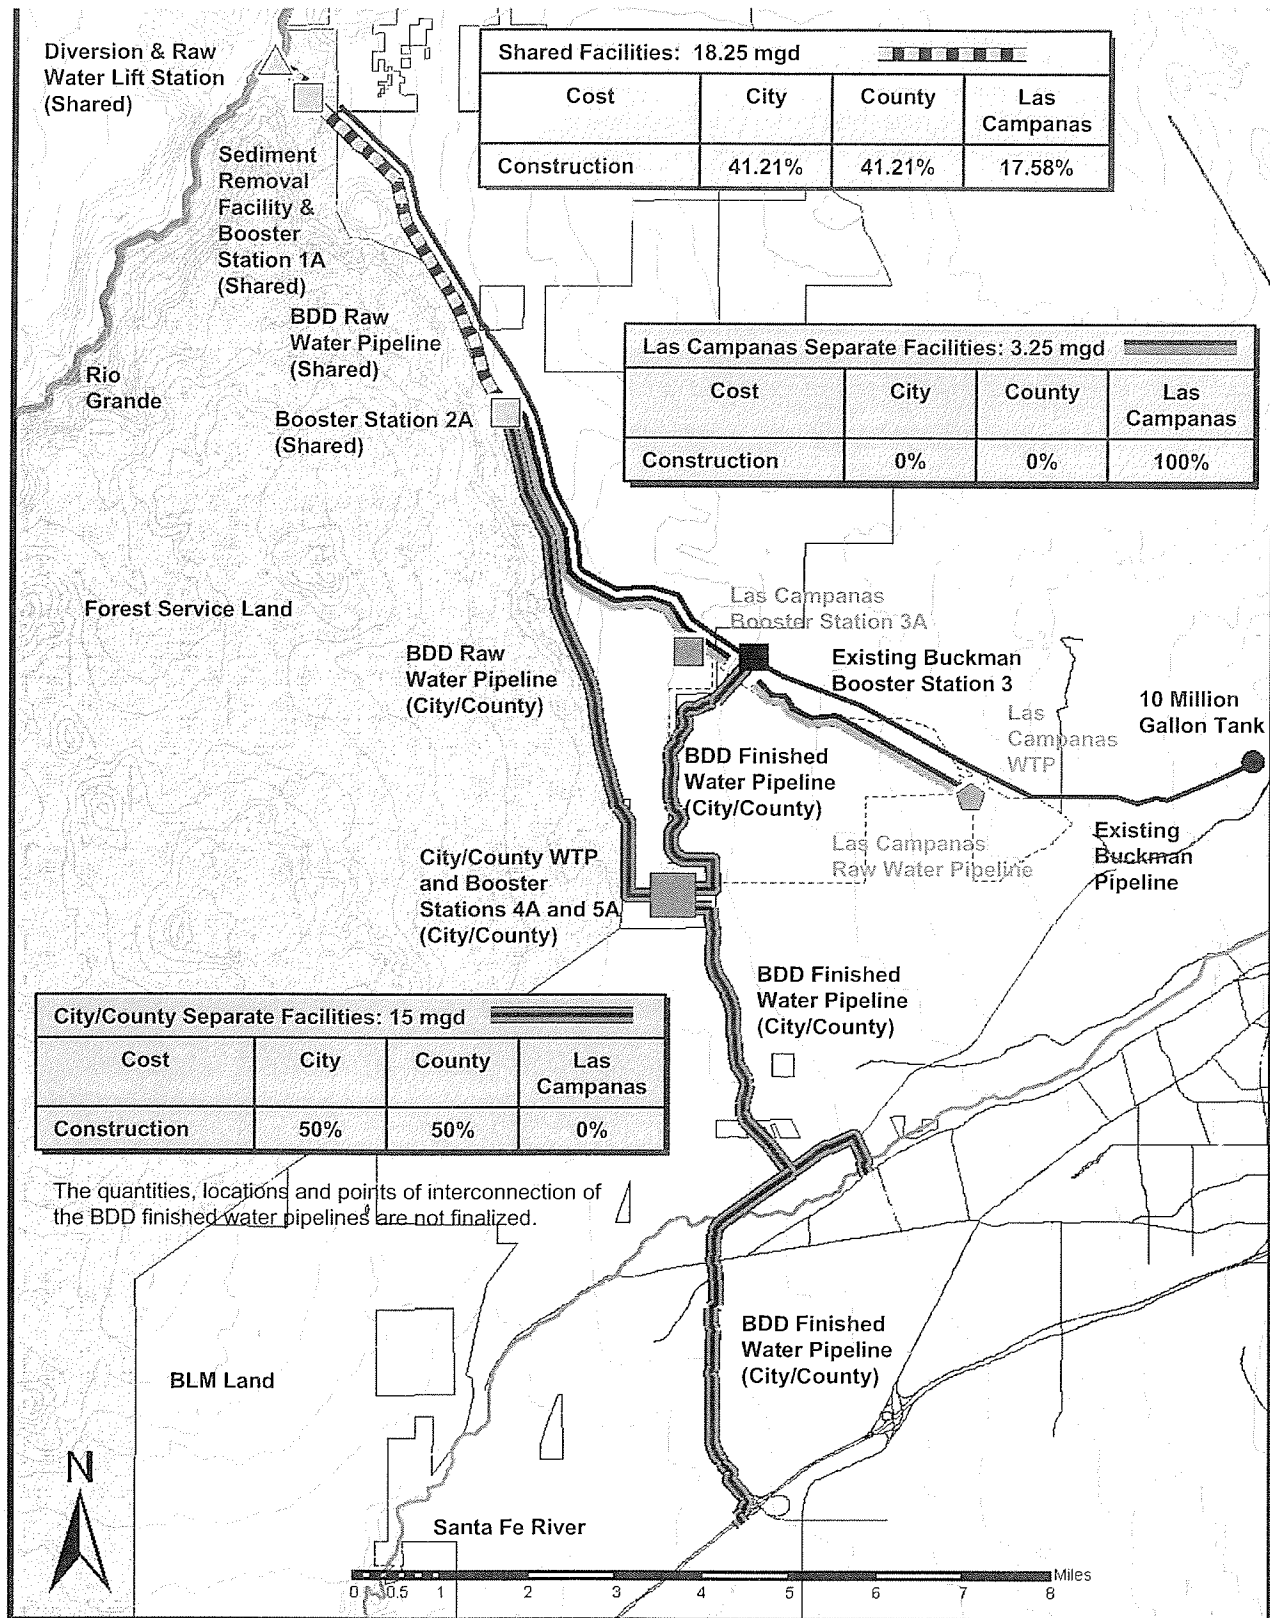 Diversion & Raw
Water Lift Station
(Shared)
Shared Facilities: 18.25 mgd
Cost City County Las
Campanas
Construction 41.21% 41.21% 17.58%
Sediment
Removal
Facility &
Booster
Station 1A
(Shared)
BDD Raw
Water Pipeline
(Shared)
Rio
Grande
Booster Station 2A
(Shared)
Las Campanas Separate Facilities: 3.25 mgd
Cost City County Las
Campanas
Construction 0% 0% 100%
Forest Service Land
Las Campanas
Booster Station 3A
BDD Raw
Water Pipeline
(City/County)
Existing Buckman
Booster Station 3
10 Million
Gallon Tank
Las
Campanas
WTP
BDD Finished
Water Pipeline
(City/County)
Las Campanas
Raw Water Pipeline
Existing
Buckman
Pipeline
City/County WTP
and Booster
Stations 4A and 5A
(City/County)
BDD Finished
Water Pipeline
(City/County)
City/County Separate Facilities: 15 mgd
Cost City County Las
Campanas
Construction 50% 50% 0%
The quantities, locations and points of interconnection of
the BDD finished water pipelines are not finalized.
BDD Finished
Water Pipeline
(City/County)
BLM Land
N
Santa Fe River
0 0.5 1 2 3 4 5 6 7 8 Miles